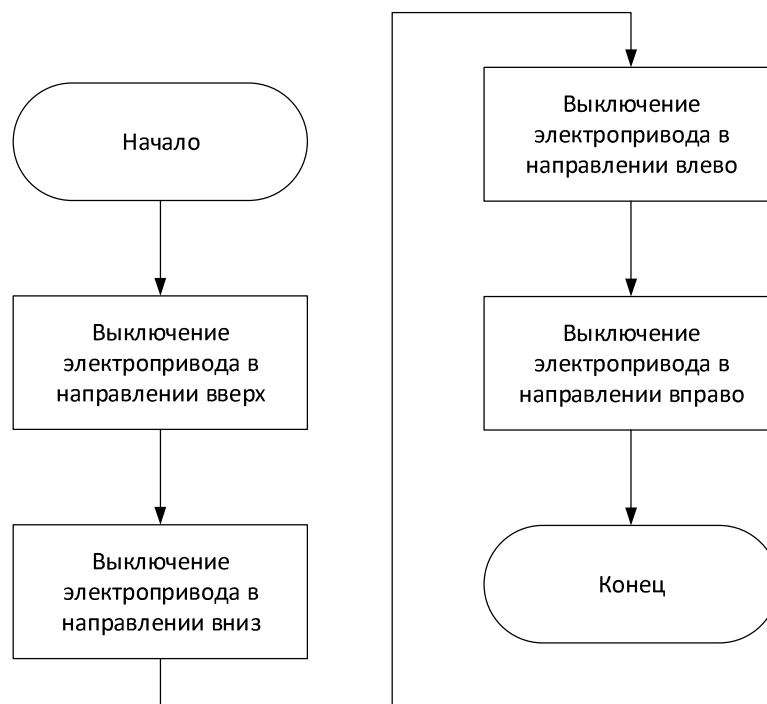 Начало
Выключение
электропривода в
направлении вверх
Выключение
электропривода в
направлении вниз
Выключение
электропривода в
направлении влево
Выключение
электропривода в
направлении вправо
Конец